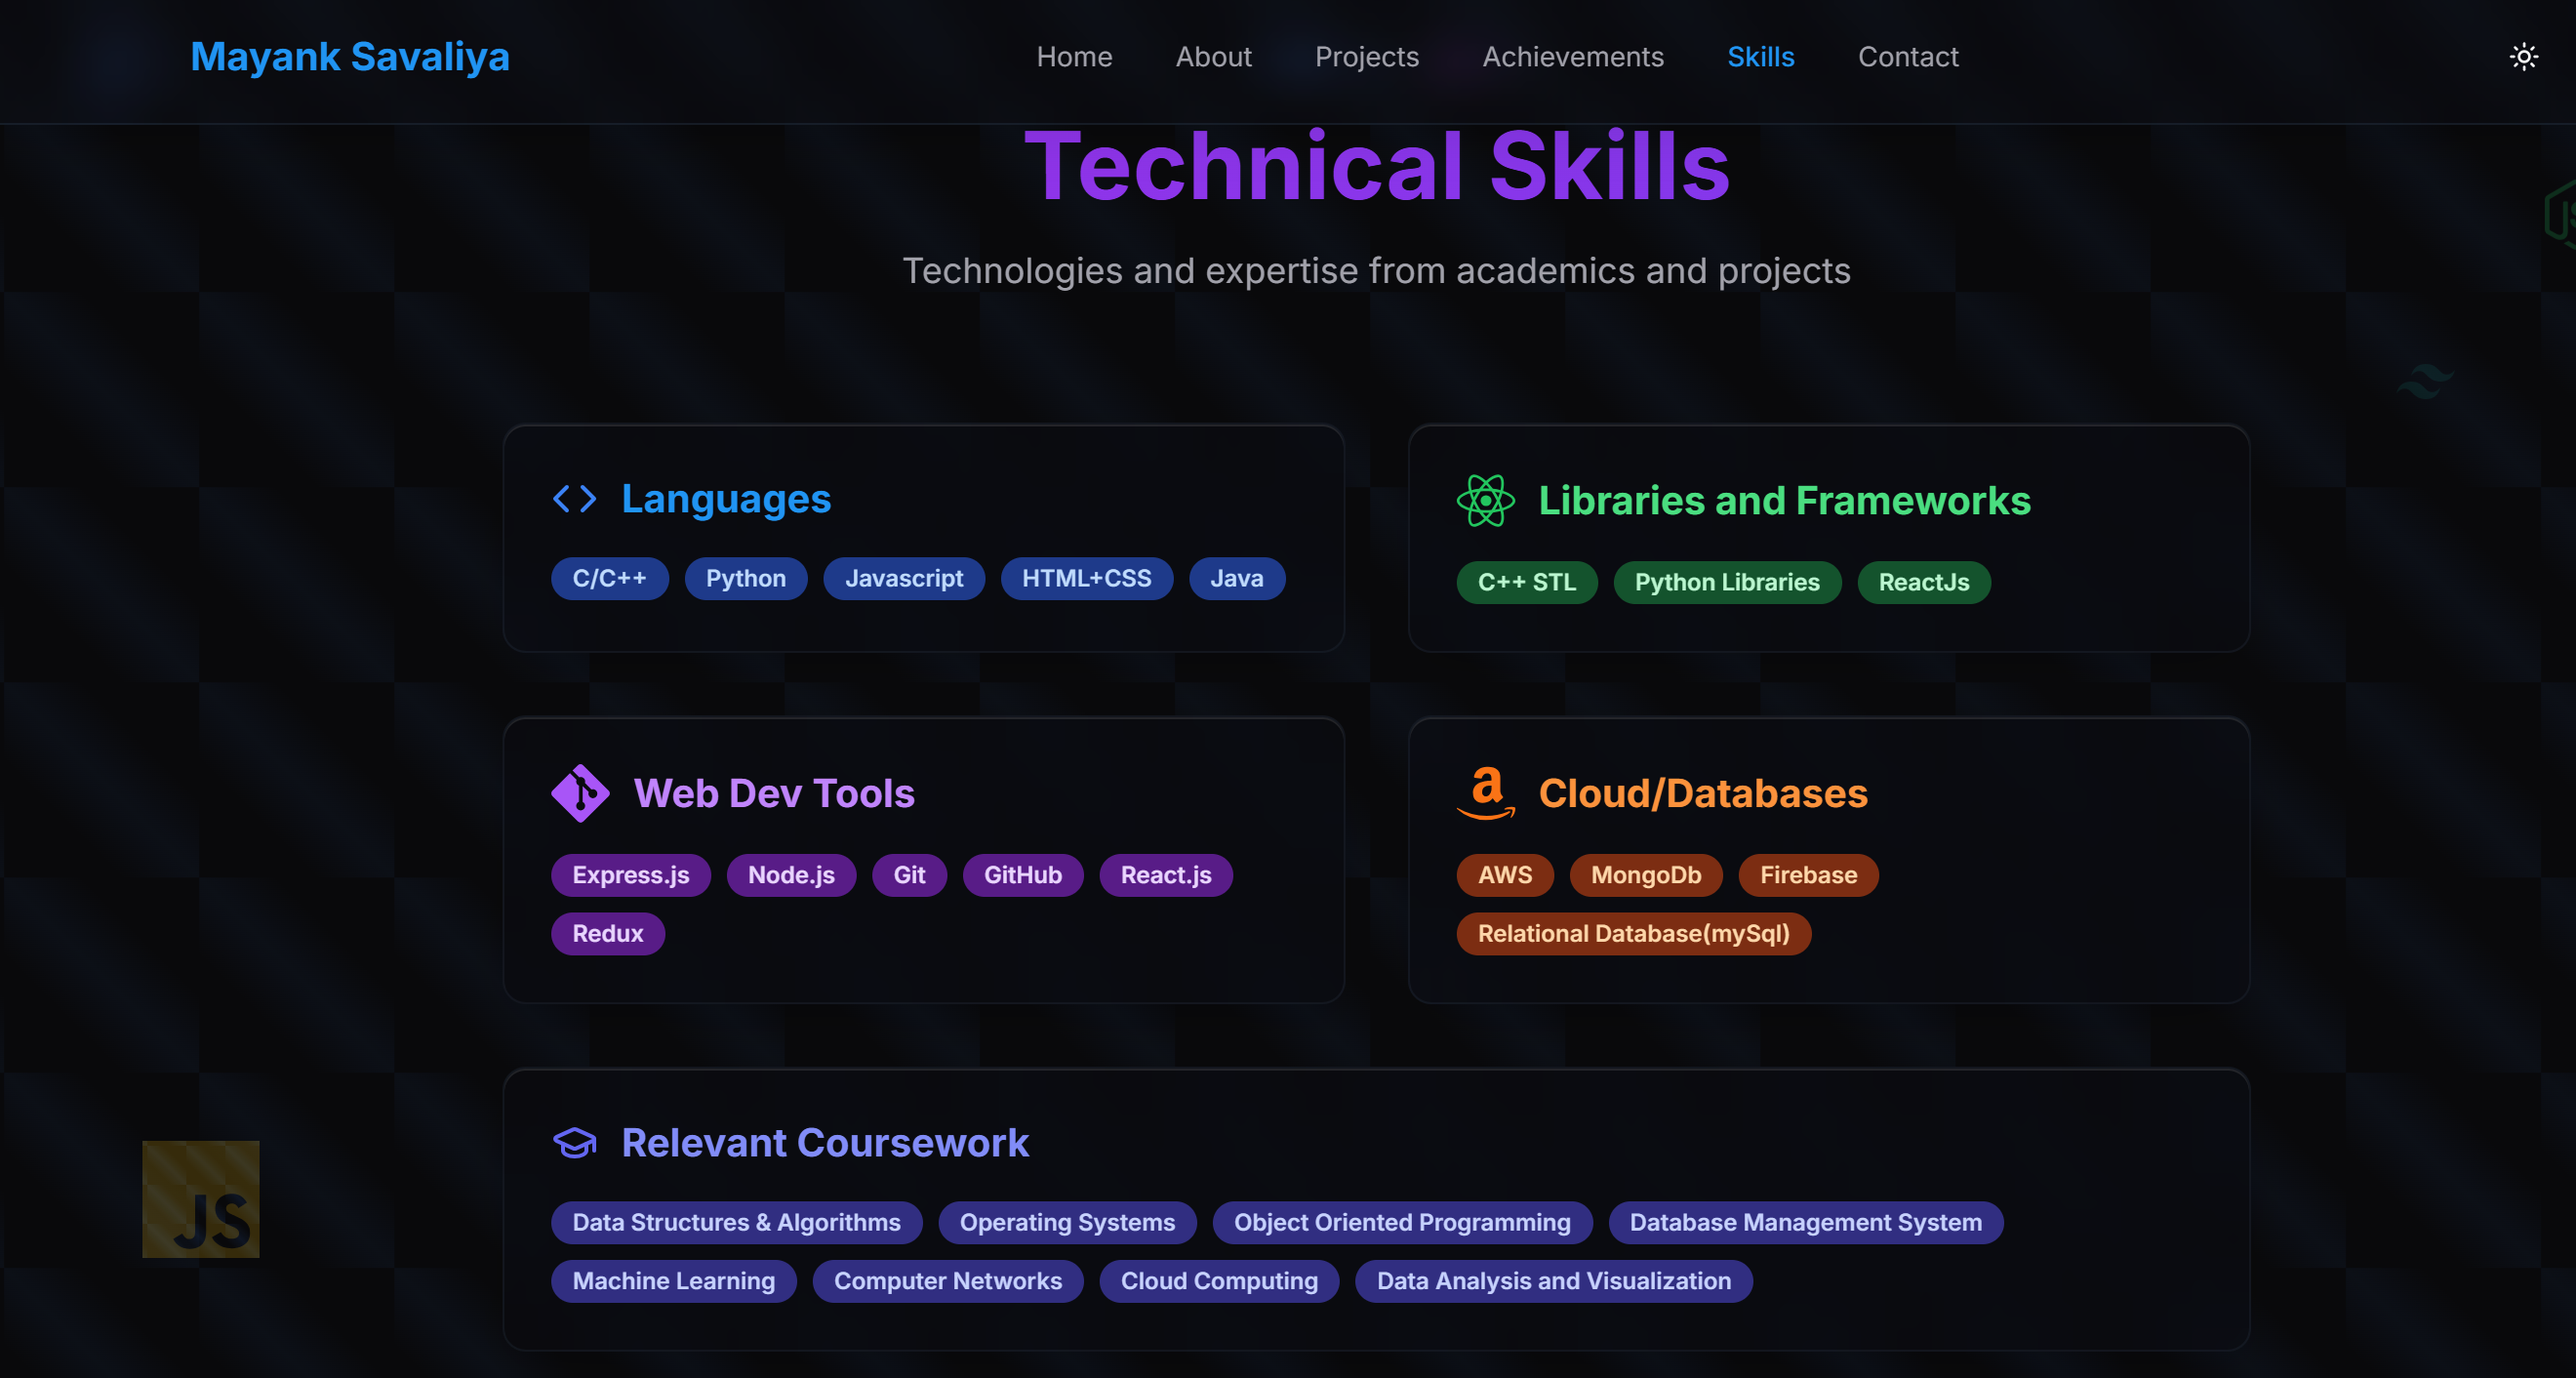 Mayank Savaliya
Home About Projects Achievements Skills Contact
Technical Skills
Technologies and expertise from academics and projects
JS
Languages
C/C++ Python Javascript HTML+CSS Java
Libraries and Frameworks
C++ STL Python Libraries ReactJs
Web Dev Tools
Express.js Node.js Git GitHub React.js
Redux
a
Cloud/Databases
AWS MongoDb Firebase
Relational Database(mySql)
Relevant Coursework
Data Structures & Algorithms Operating Systems Object Oriented Programming Database Management System
Machine Learning Computer Networks Cloud Computing Data Analysis and Visualization
JS